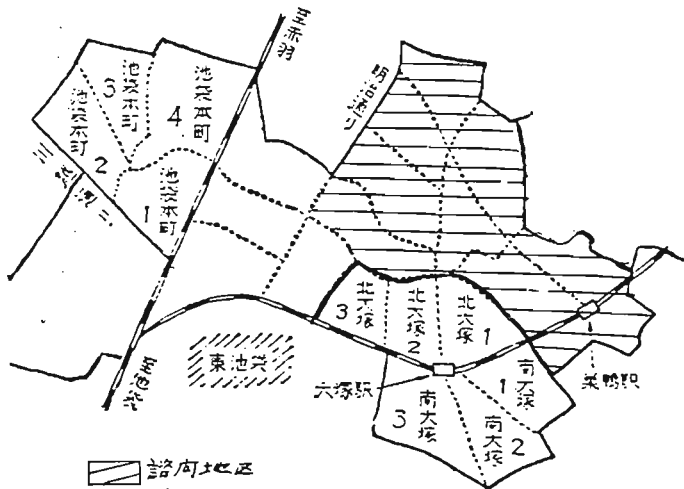 至赤羽
明治通り
池袋本町
3
池袋本町
4
池袋本町
2
池袋本町
1
北大塚
3
北大塚
2
北大塚
1
東池袋
至池袋
大塚駅
巣鴨駅
南大塚
1
南大塚
3
南大塚
2
諮問地区